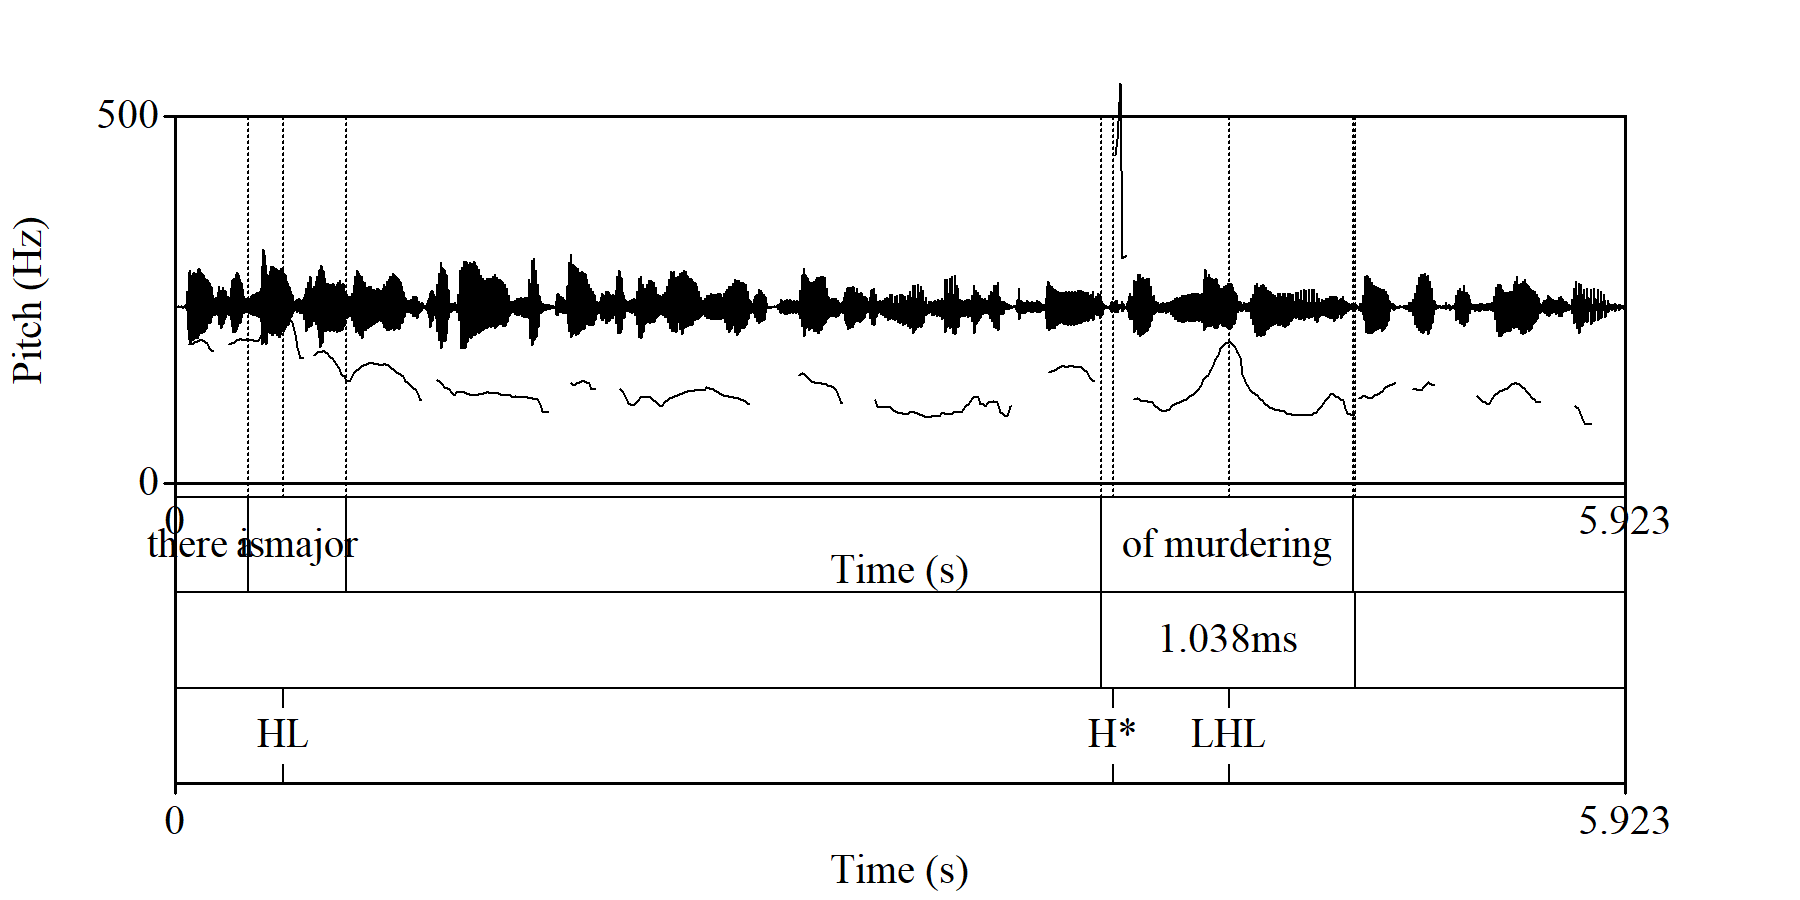 500
Pitch (Hz)
0
0 5.923
there is a major of murdering
Time (s)
1.038ms
HL H* LHL
0 5.923
Time (s)